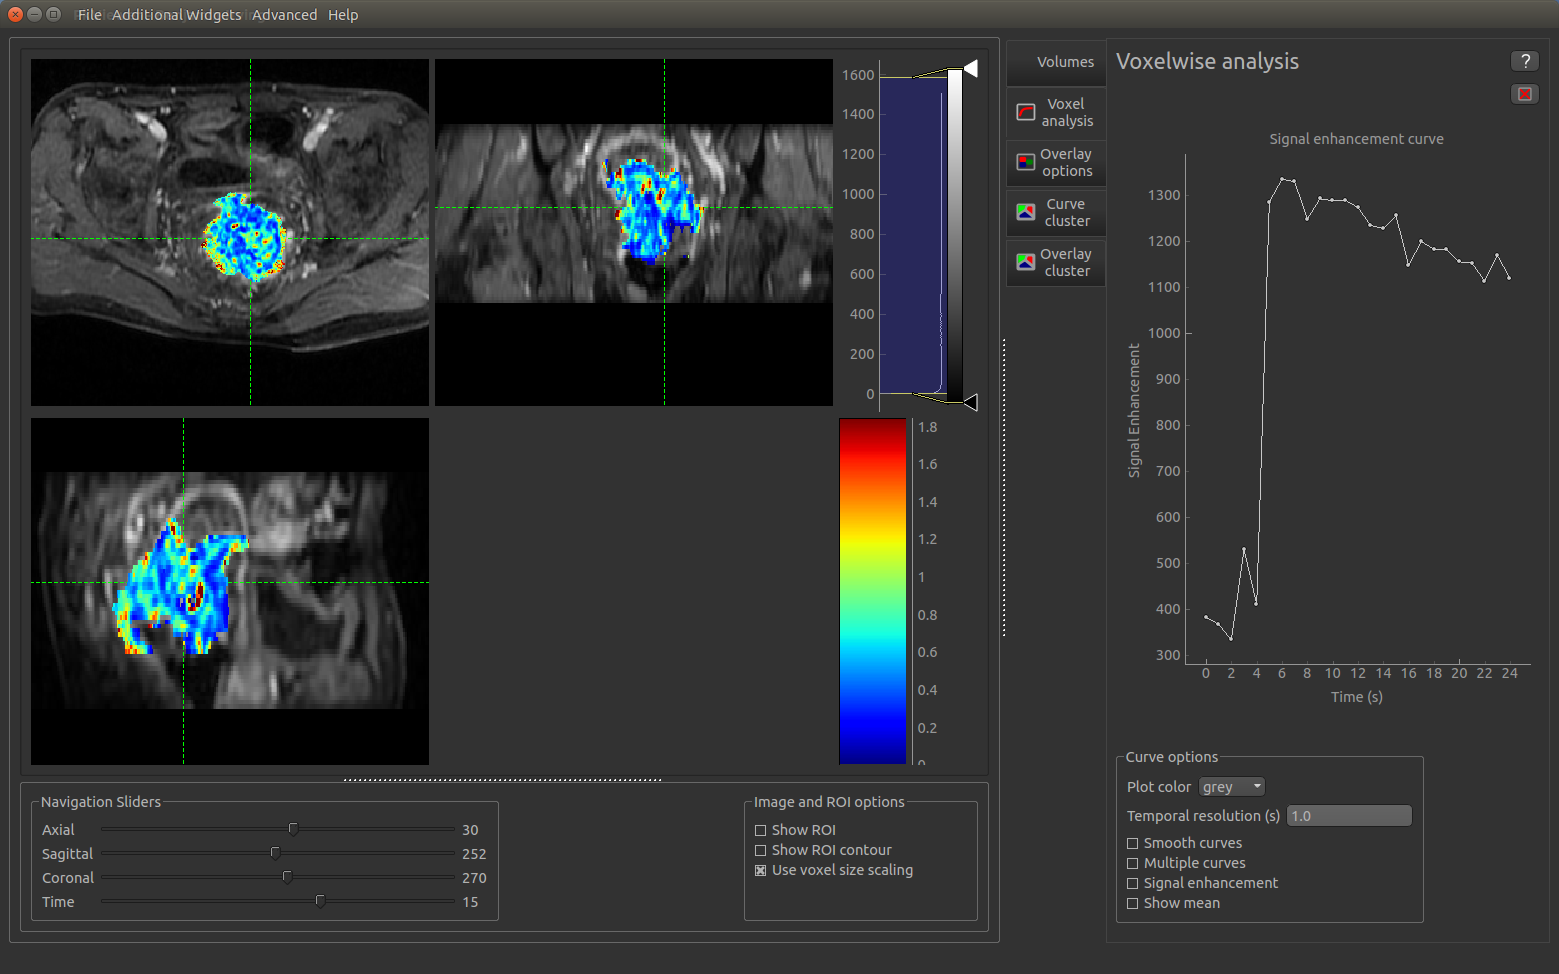 File AdditionalWidgets Advanced Help
1600
1400
1200
1000
800
600
400
200
0
1.8
1.6
1.4
1.2
1
0.8
0.6
0.4
0.2
0
Navigation Sliders
Axial 30
Sagittal 252
Coronal 270
Time 15
Image and ROI options
Show ROI
Show ROI contour
Use voxel size scaling
Volumes
Voxel
analysis
Overlay
options
Curve
cluster
Overlay
cluster
Voxelwise analysis
?
Signal enhancement curve
Signal Enhancement
1300
1200
1100
1000
900
800
700
600
500
400
300
0 2 4 6 8 10 12 14 16 18 20 22 24
Time (s)
Curve options
Plot color grey
Temporal resolution (s) 1.0
Smooth curves
Multiple curves
Signal enhancement
Show mean